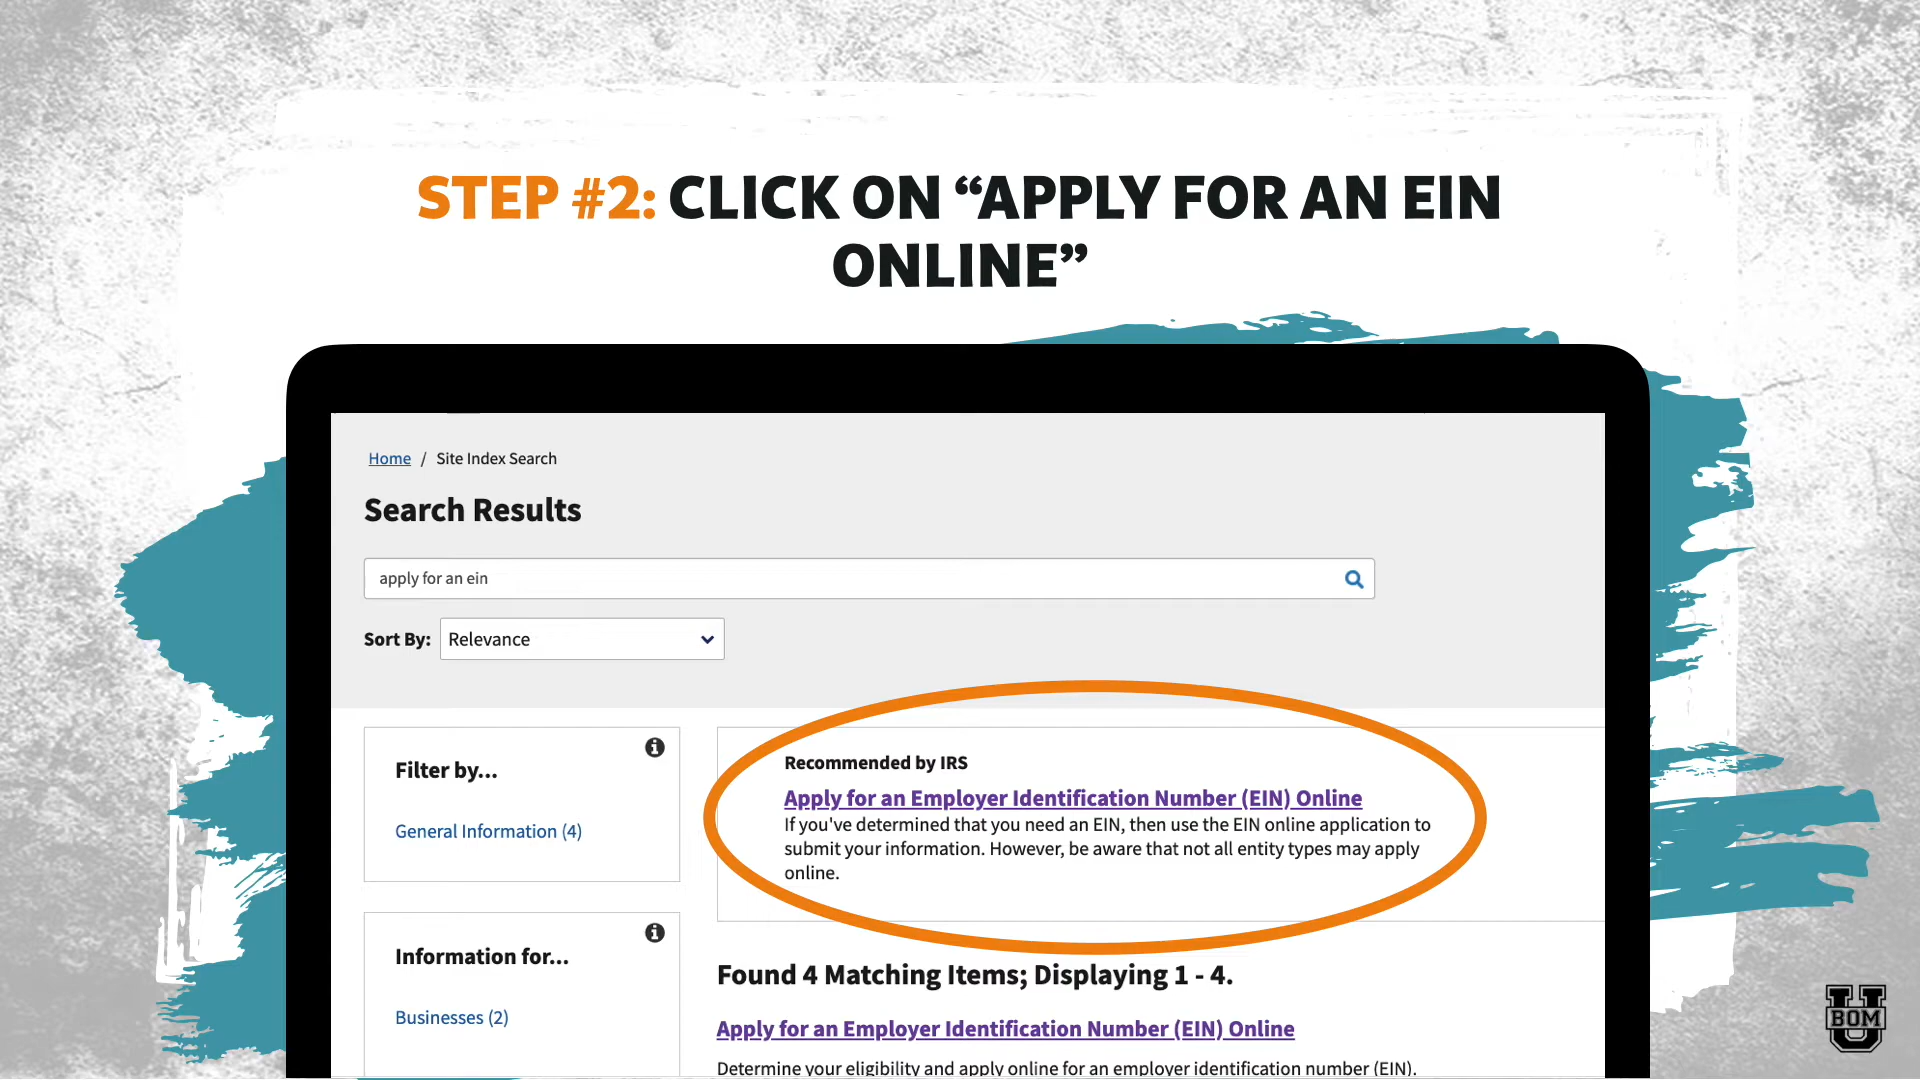 STEP #2: CLICK ON “APPLY FOR AN EIN
ONLINE”
Home / Site Index Search
Search Results
apply for an ein
Sort By: Relevance
Filter by...
General Information (4)
Information for...
Businesses (2)
Recommended by IRS
Apply for an Employer Identification Number (EIN) Online
If you've determined that you need an EIN, then use the EIN online application to
submit your information. However, be aware that not all entity types may apply
online.
Found 4 Matching Items; Displaying 1 - 4.
Apply for an Employer Identification Number (EIN) Online
Determine your eligibility and apply online for an employer identification number (EIN).
U
BOM